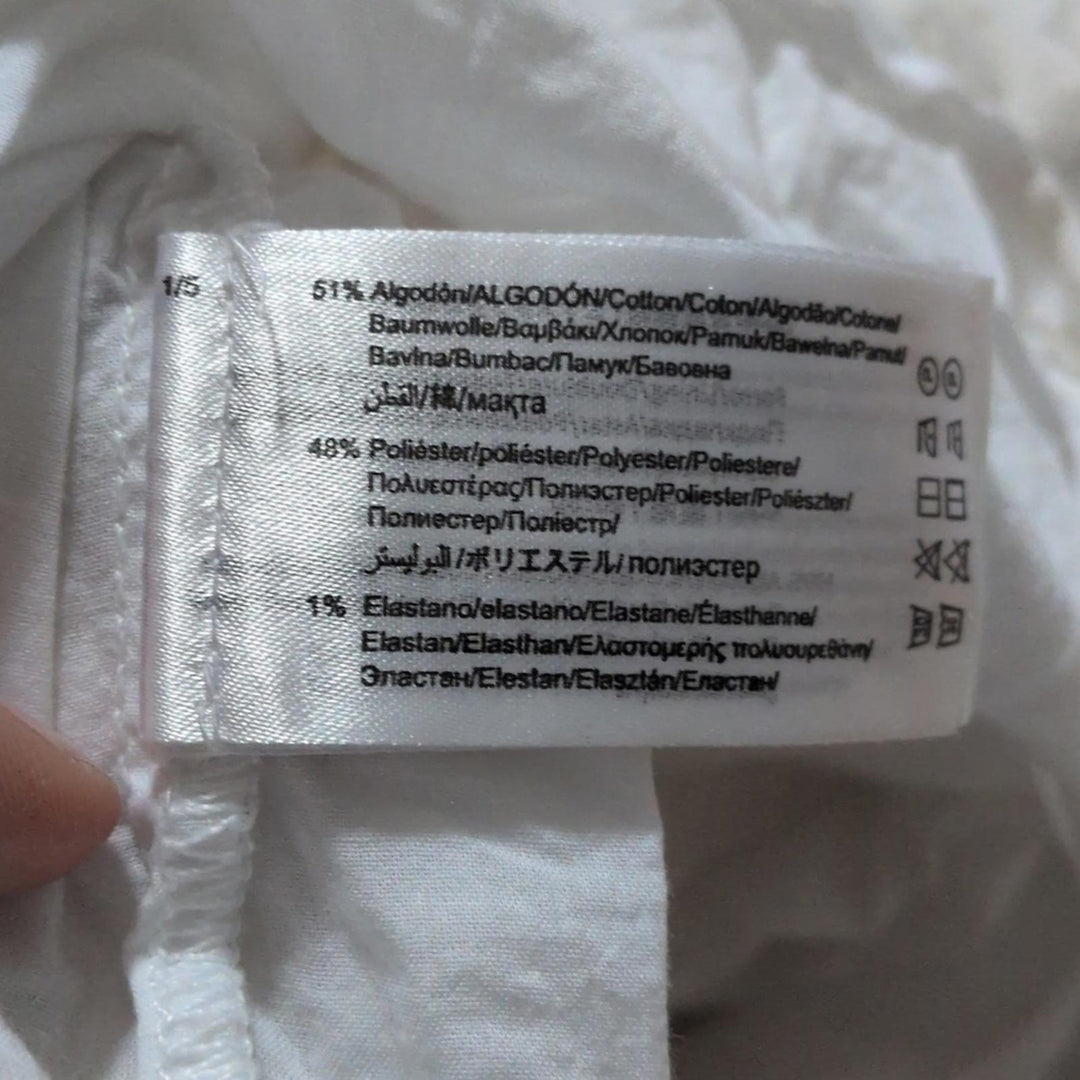 1/5
51% Algodón/ALGODÓN/Cotton/Coton/Algodão/Cotone/
Baumwolle/Βαμβάκι/Хлопок/Pamuk/Bawełna/Pamut/
Bavlna/Bumbac/Памук/Бавовна
القطن/棉/мақта
48% Poliéster/poliéster/Polyester/Poliestere/
Πολυεστέρας/Полиэстер/Poliester/Poliészter/
Полиестер/Поліестр/
البوليستر/ポリエステル/полиэстер
1% Elastano/elastano/Elastane/Élasthanne/
Elastan/Elasthan/Ελαστομερής πολυουρεθάνη/
Эластан/Elestan/Elasztán/Еластан/